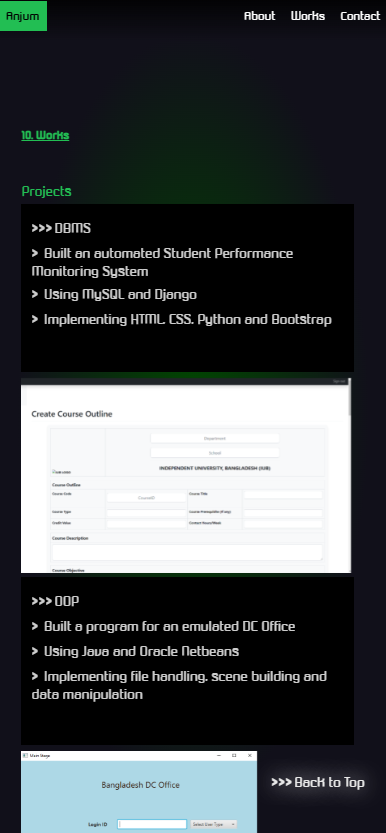 Anjum
About Works Contact
10. Works
Projects
>>> DBMS
> Built an automated Student Performance
Monitoring System
> Using MySQL and Django
> Implementing HTML, CSS, Python and Bootstrap
Create Course Outline
Department
School
INDEPENDENT UNIVERSITY, BANGLADESH (IUB)
Course Outline
Course Code
CourseID
Course Title
Course Type
Course Prerequisite (if any)
Credit Value
Contact Hours/Week
Course Description
Course Objective
>>> OOP
> Built a program for an emulated DC Office
> Using Java and Oracle Netbeans
> Implementing file handling, scene building and
data manipulation
User Stage
Bangladesh DC Office
>>> Back to Top
Login ID
Select User Type